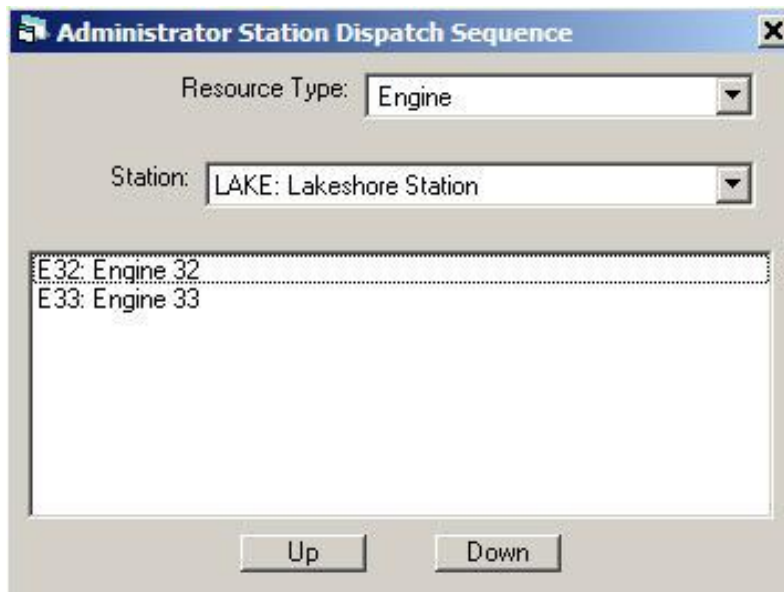 Administrator Station Dispatch Sequence
Resource Type: Engine
Station: LAKE: Lakeshore Station
E32: Engine 32
E33: Engine 33
Up Down